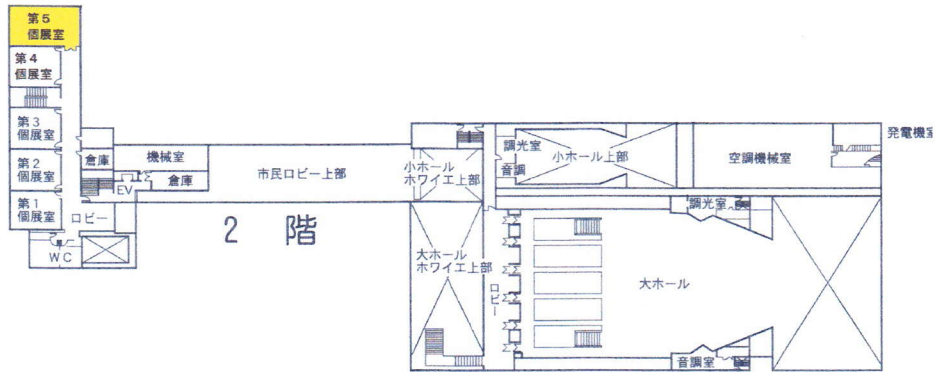 第5
個展室
第4
個展室
第3
個展室
第2
個展室
第1
個展室
倉庫
機械室
倉庫
EV
ロビー
WC
2 階
市民ロビー上部
小ホール
ホワイエ上部
大ホール
ホワイエ上部
ロビー
調光室
音調
小ホール上部
空調機械室
発電機室
調光室
大ホール
音調室